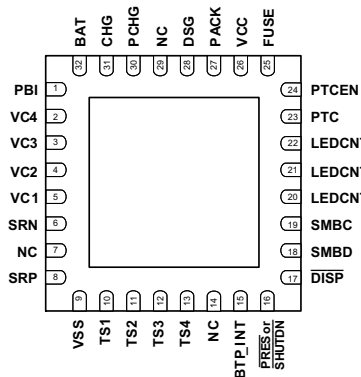 BAT
CHG
PCHG
NC
DSG
PACK
VCC
FUSE
32
31
30
29
28
27
26
25
PBI 1
24 PTCEN
VC4 2
23 PTC
VC3 3
22 LEDCNT
VC2 4
21 LEDCNT
VC1 5
20 LEDCNT
SRN 6
19 SMBC
NC 7
18 SMBD
SRP 8
17 DISP
9
10
11
12
13
14
15
16
VSS
TS1
TS2
TS3
TS4
NC
BTP_INT
PRES or
SHUTDN